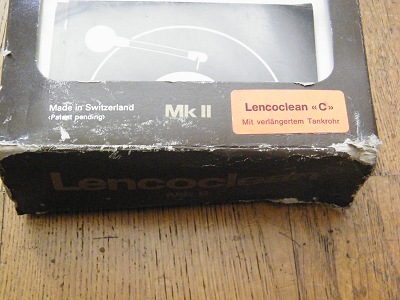 Made in Switzerland
(Patent pending)
Mk II
Lencoclean «C»
Mit verlängertem Tankrohr
Lencoclean